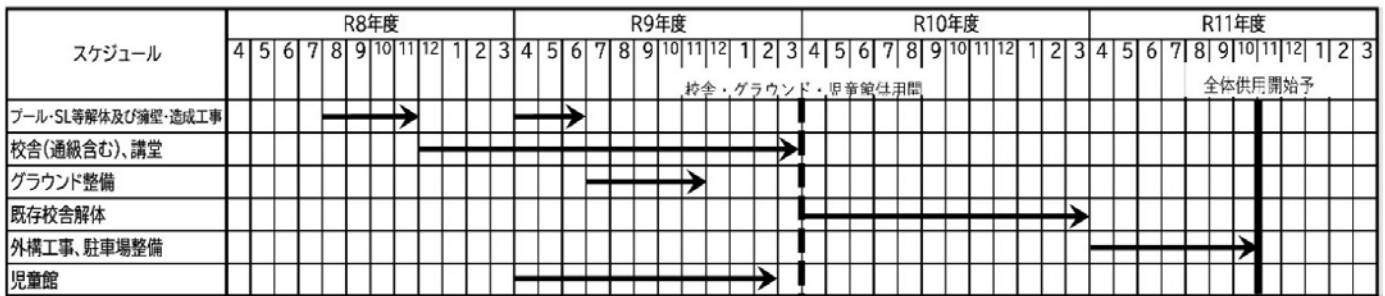 R8年度 R9年度 R10年度 R11年度
スケジュール
4 5 6 7 8 9 10 11 12 1 2 3 4 5 6 7 8 9 10 11 12 1 2 3 4 5 6 7 8 9 10 11 12 1 2 3 4 5 6 7 8 9 10 11 12 1 2 3
校舎・グラウンド・児童館供用開 全体供用開始予
プール・SL等解体及び擁壁・造成工事
校舎(通級含む)、講堂
グラウンド整備
既存校舎解体
外構工事、駐車場整備
児童館